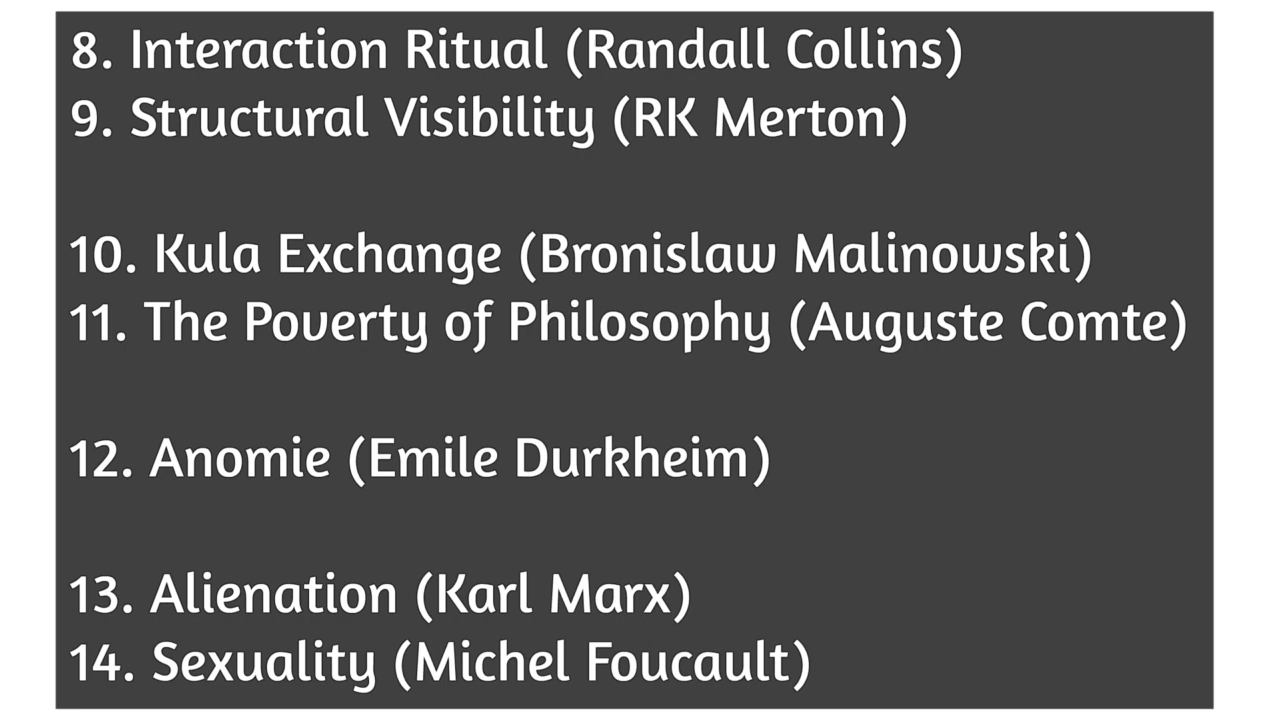 8. Interaction Ritual (Randall Collins)
9. Structural Visibility (RK Merton)
10. Kula Exchange (Bronislaw Malinowski)
11. The Poverty of Philosophy (Auguste Comte)
12. Anomie (Emile Durkheim)
13. Alienation (Karl Marx)
14. Sexuality (Michel Foucault)